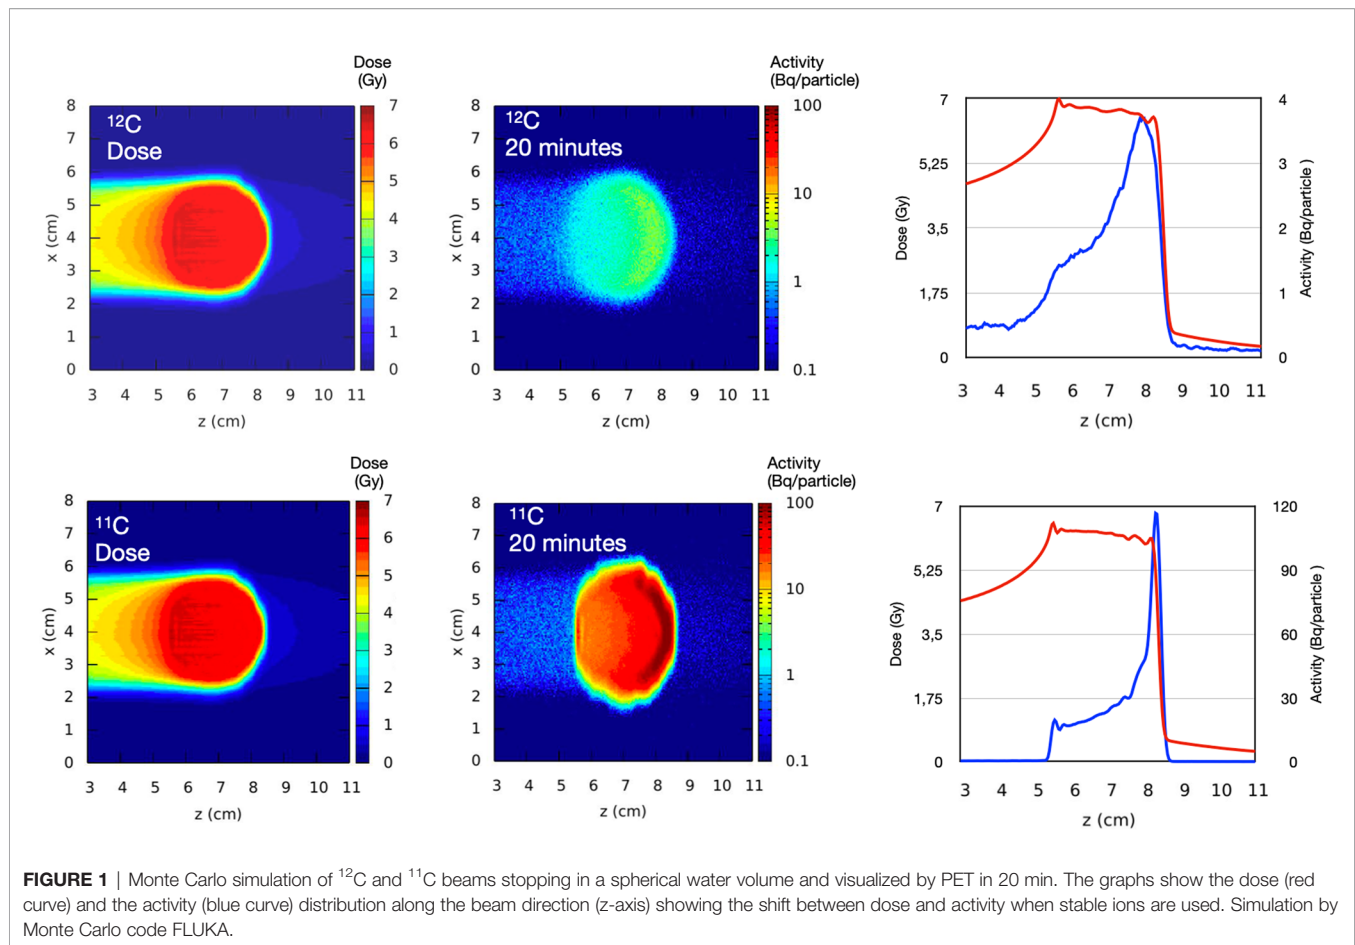 Dose
(Gy)
8
7
6
5
4
3
2
1
0
x (cm)
12C
Dose
7
6
5
4
3
2
1
0
3 4 5 6 7 8 9 10 11
z (cm)
Activity
(Bq/particle)
8
7
6
5
4
3
2
1
0
x (cm)
12C
20 minutes
100
10
1
0.1
3 4 5 6 7 8 9 10 11
z (cm)
7
5,25
3,5
1,75
0
Dose (Gy)
4
3
2
1
0
Activity (Bq/particle )
3 4 5 6 7 8 9 10 11
z (cm)
Dose
(Gy)
8
7
6
5
4
3
2
1
0
x (cm)
11C
Dose
7
6
5
4
3
2
1
0
3 4 5 6 7 8 9 10 11
z (cm)
Activity
(Bq/particle)
8
7
6
5
4
3
2
1
0
x (cm)
11C
20 minutes
100
10
1
0.1
3 4 5 6 7 8 9 10 11
z (cm)
7
5,25
3,5
1,75
0
Dose (Gy)
120
90
60
30
0
Activity (Bq/particle )
3 4 5 6 7 8 9 10 11
z (cm)
FIGURE 1 | Monte Carlo simulation of 12C and 11C beams stopping in a spherical water volume and visualized by PET in 20 min. The graphs show the dose (red
curve) and the activity (blue curve) distribution along the beam direction (z-axis) showing the shift between dose and activity when stable ions are used. Simulation by
Monte Carlo code FLUKA.